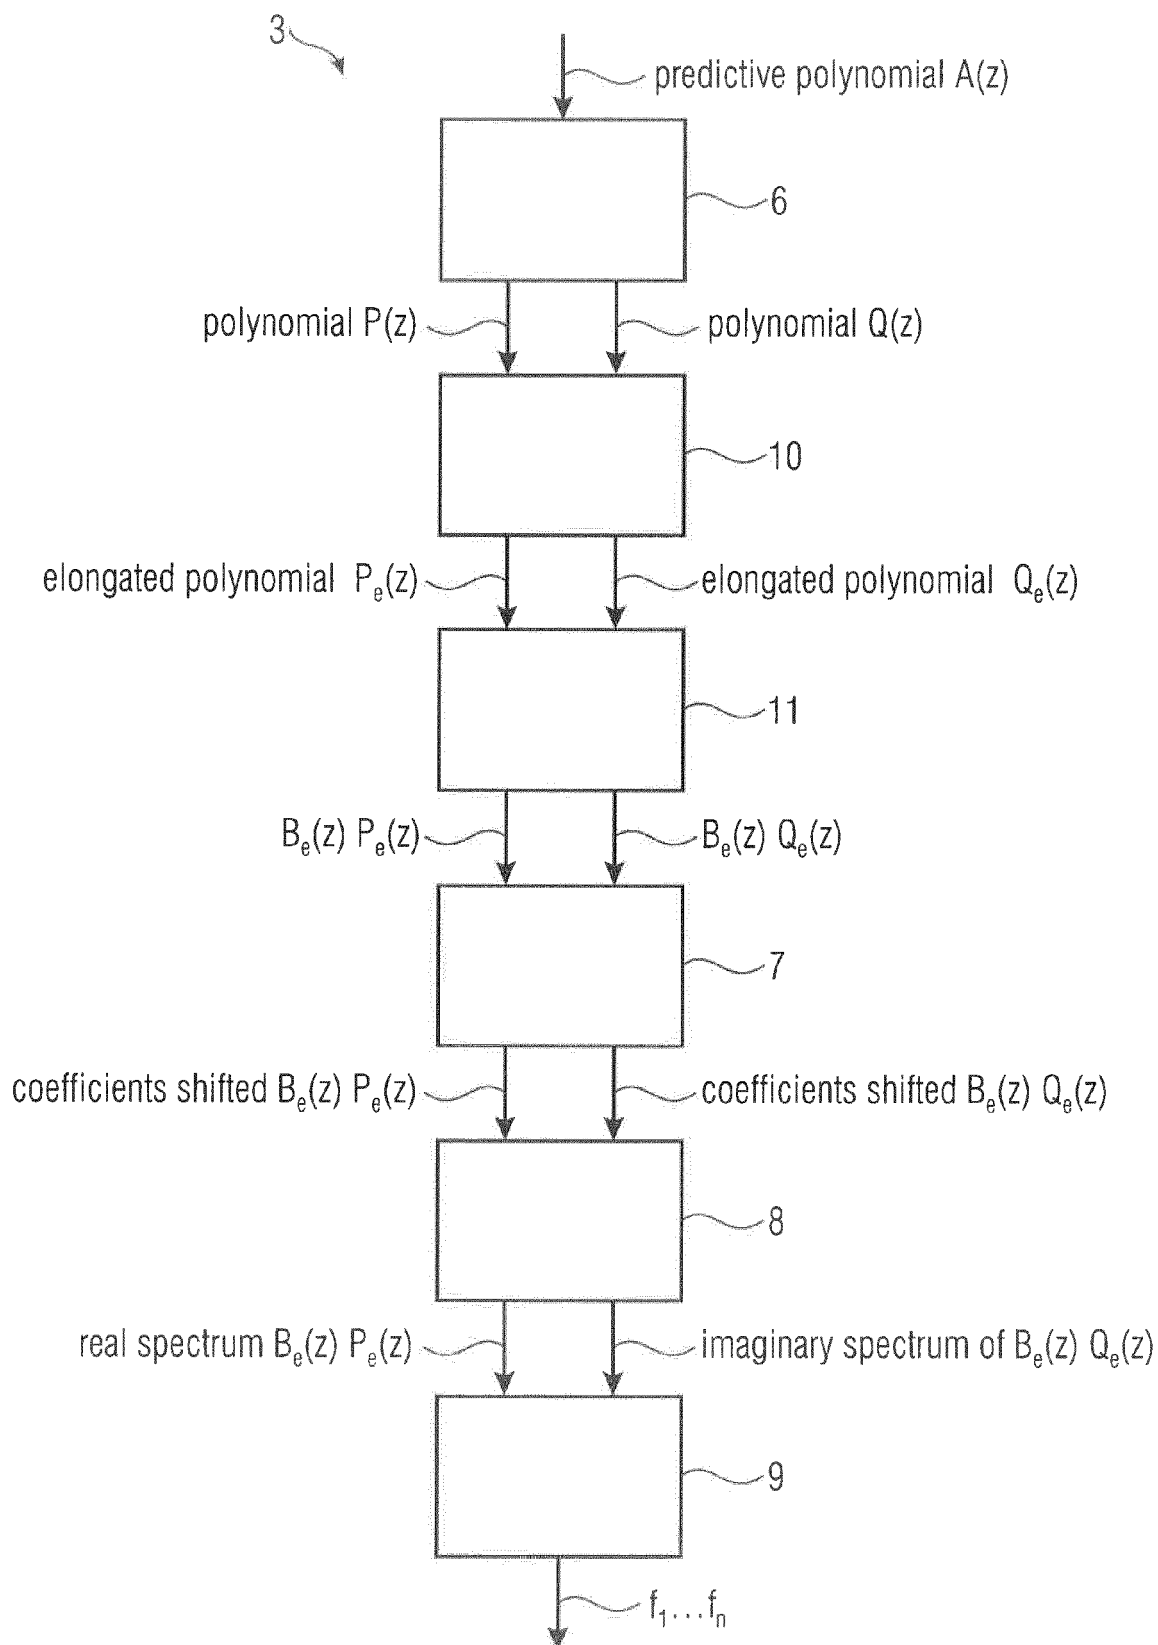 3
predictive polynomial A(z)
6
polynomial P(z) polynomial Q(z)
10
elongated polynomial Pe(z) elongated polynomial Qe(z)
11
Be(z) Pe(z) Be(z) Qe(z)
7
coefficients shifted Be(z) Pe(z) coefficients shifted Be(z) Qe(z)
8
real spectrum Be(z) Pe(z) imaginary spectrum of Be(z) Qe(z)
9
f1...fn